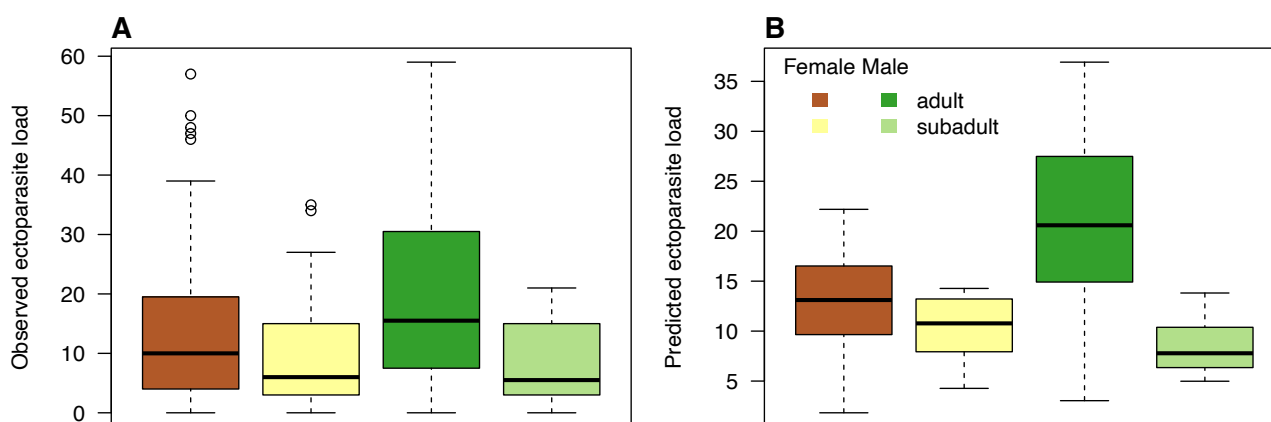 A
Observed ectoparasite load
60
50
40
30
20
10
0
B
Predicted ectoparasite load
35
30
25
20
15
10
5
Female Male
adult
subadult